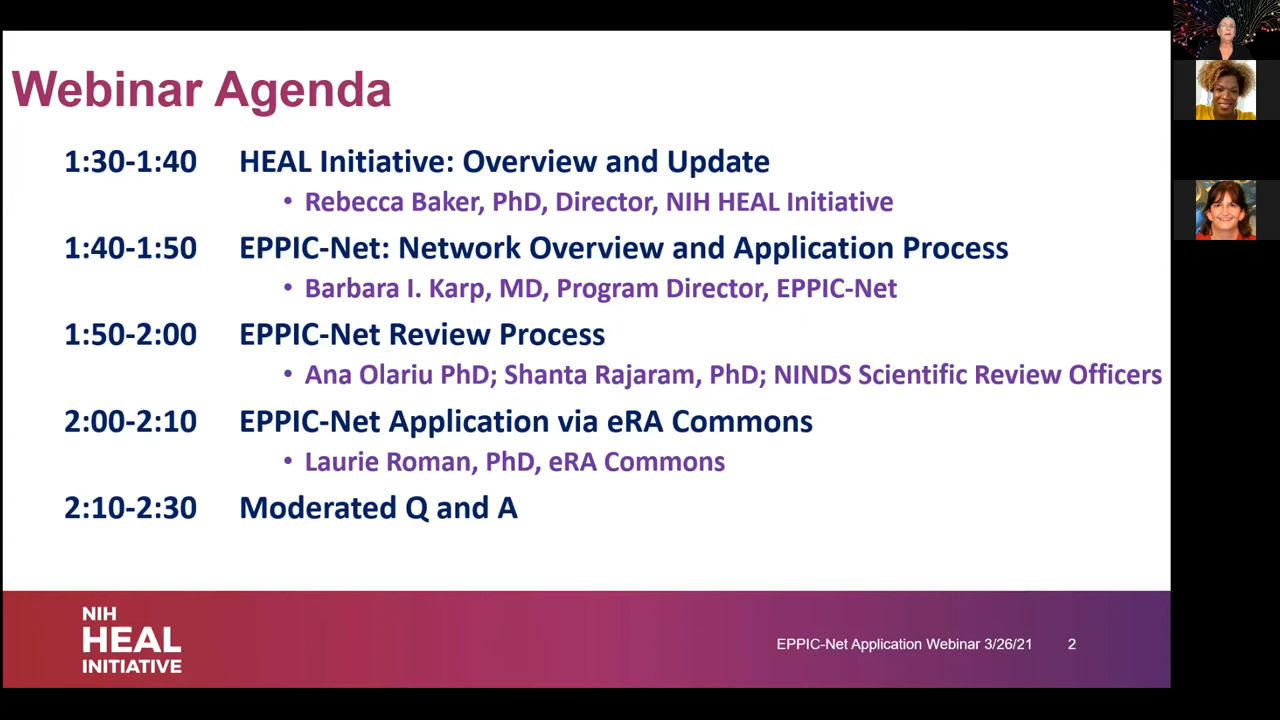 Webinar Agenda
1:30-1:40 HEAL Initiative: Overview and Update
• Rebecca Baker, PhD, Director, NIH HEAL Initiative
1:40-1:50 EPPIC-Net: Network Overview and Application Process
• Barbara I. Karp, MD, Program Director, EPPIC-Net
1:50-2:00 EPPIC-Net Review Process
• Ana Olariu PhD; Shanta Rajaram, PhD; NINDS Scientific Review Officers
2:00-2:10 EPPIC-Net Application via eRA Commons
• Laurie Roman, PhD, eRA Commons
2:10-2:30 Moderated Q and A
NIH
HEAL
INITIATIVE
EPPIC-Net Application Webinar 3/26/21 2